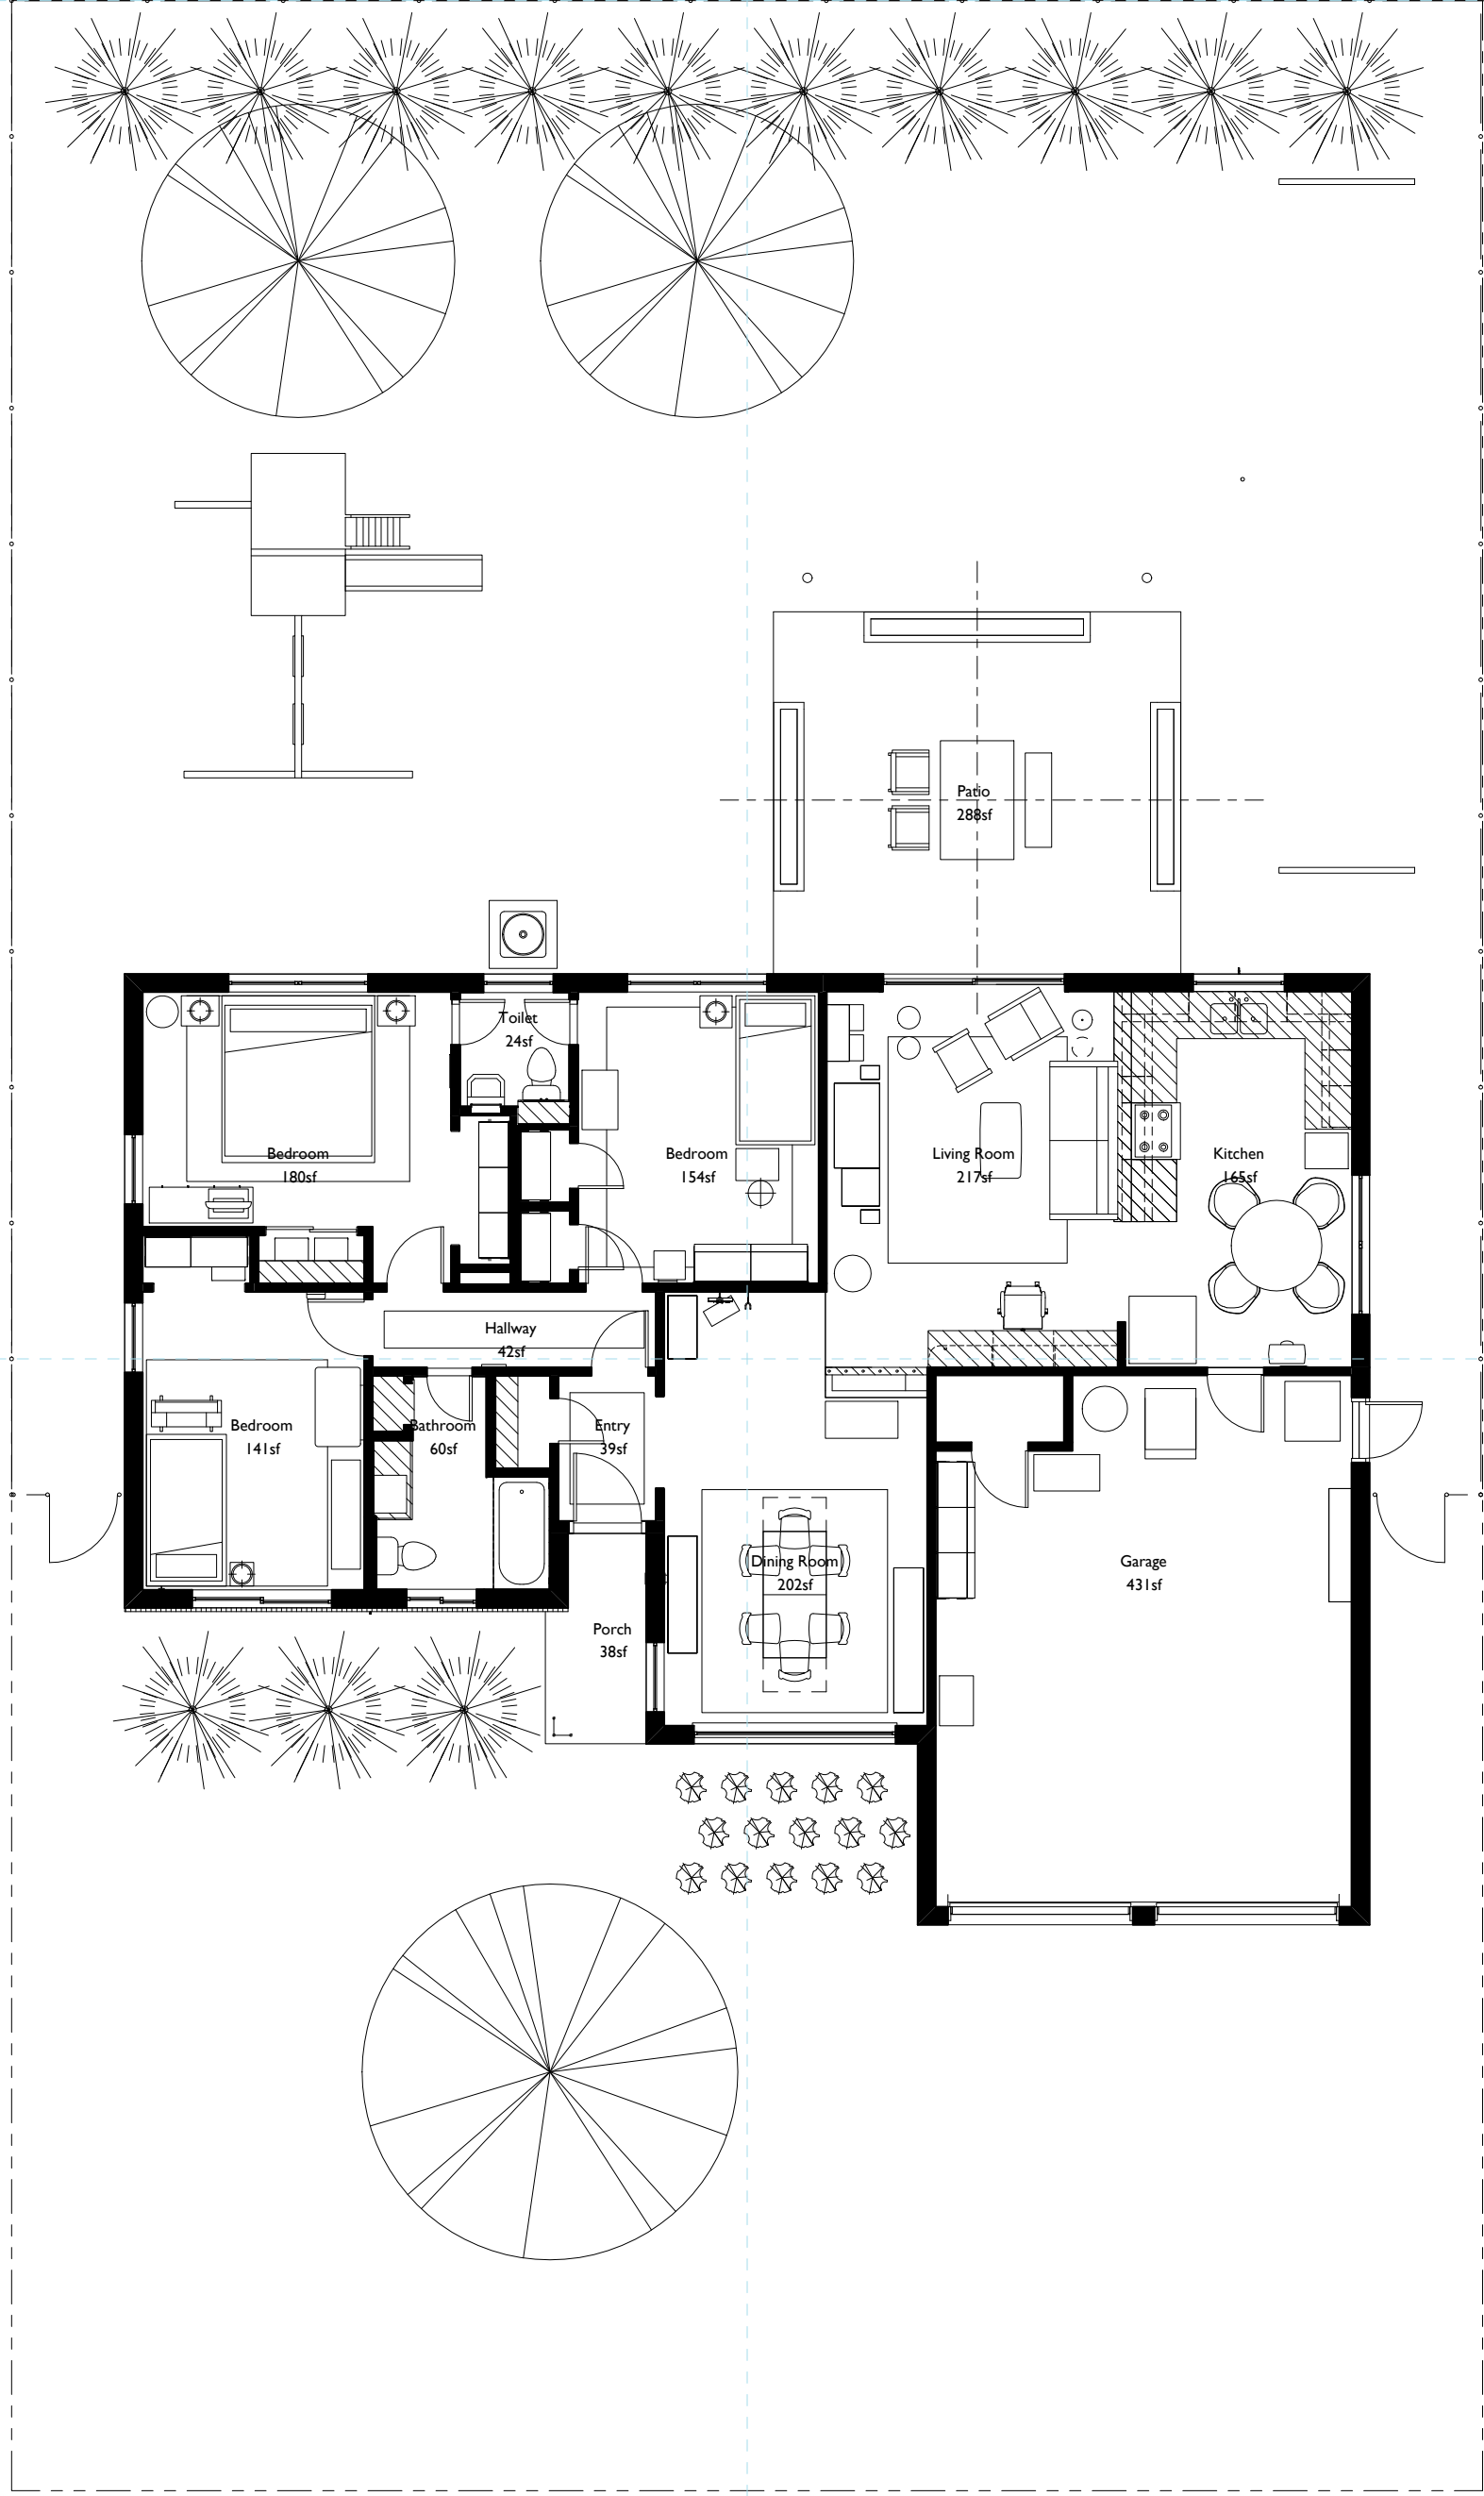 Patio
288sf
Toilet
24sf
Bedroom
180sf
Bedroom
154sf
Living Room
217sf
Kitchen
165sf
Hallway
42sf
Bedroom
141sf
Bathroom
60sf
Entry
39sf
Dining Room
202sf
Garage
431sf
Porch
38sf